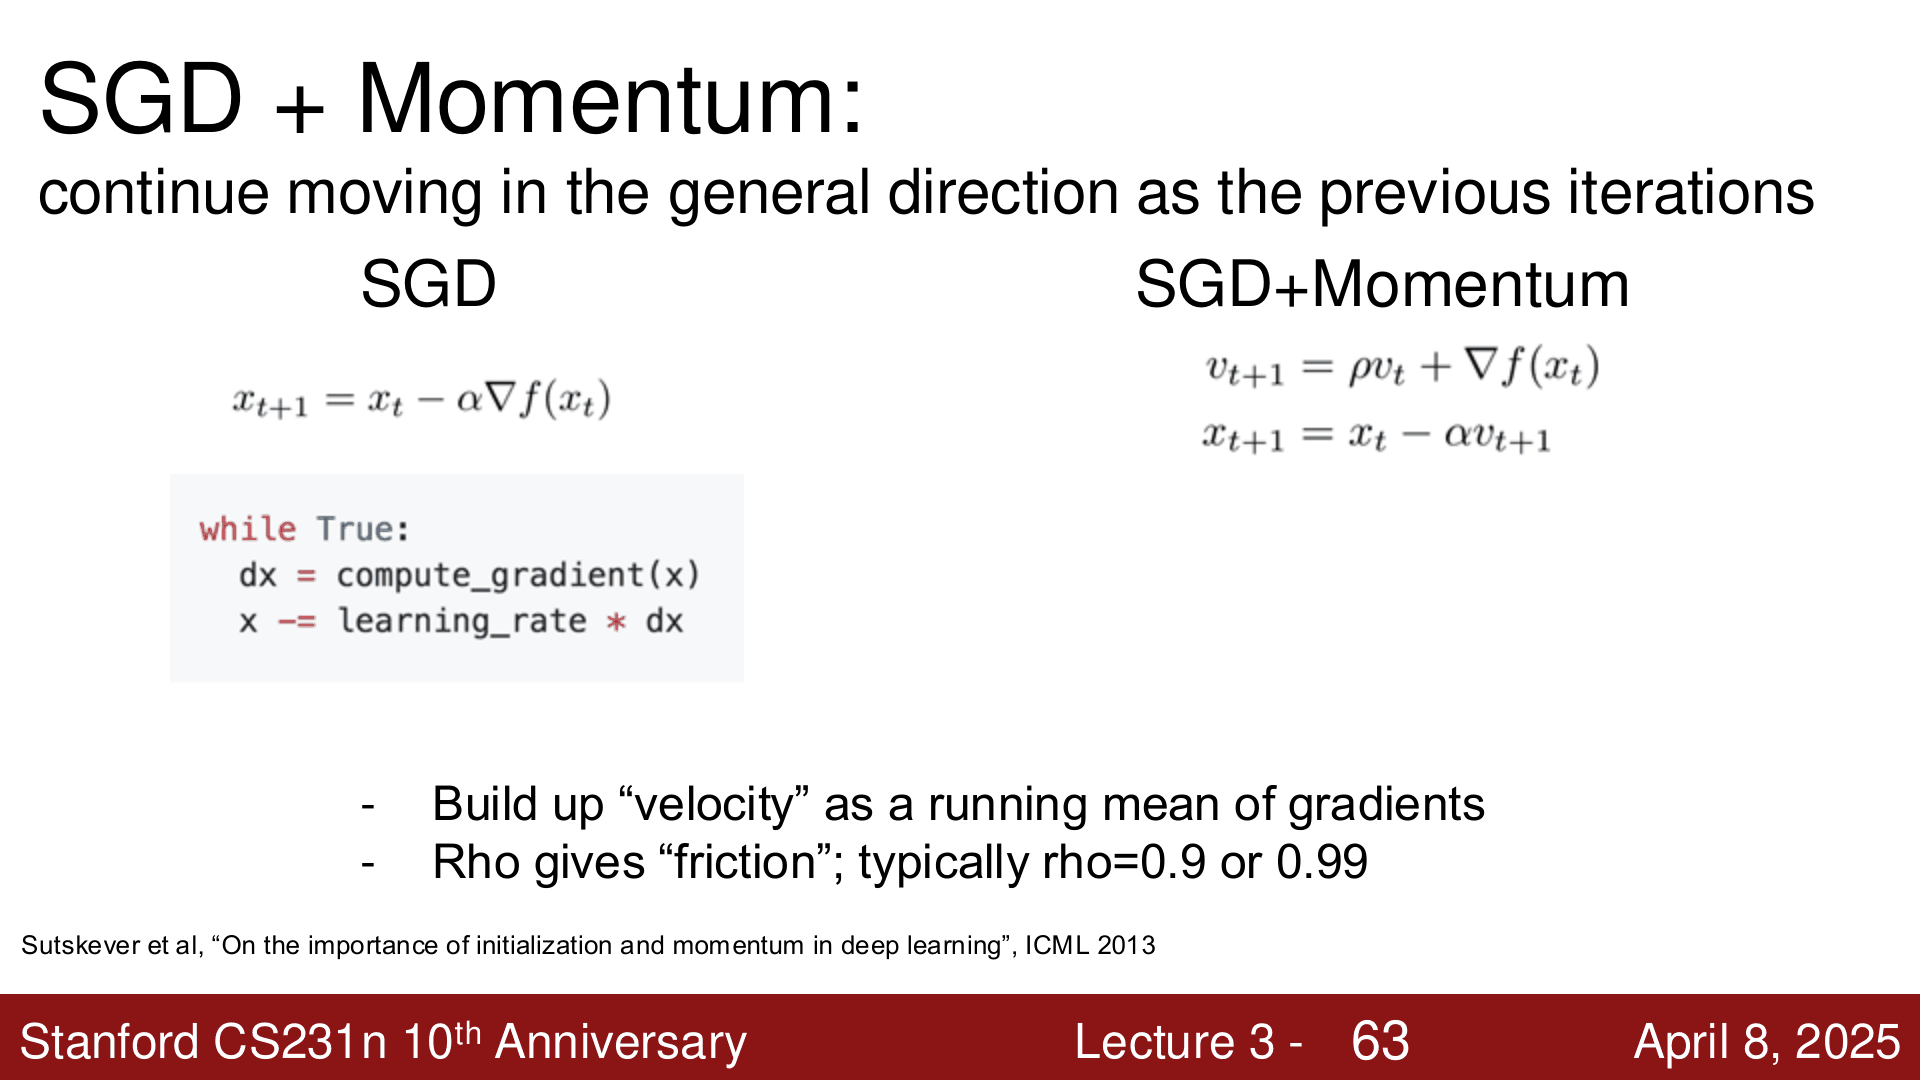 SGD + Momentum:
continue moving in the general direction as the previous iterations
SGD
x_{t+1} = x_t − α∇f(x_t)
while True:
  dx = compute_gradient(x)
  x -= learning_rate * dx
SGD+Momentum
v_{t+1} = ρv_t + ∇f(x_t)
x_{t+1} = x_t − αv_{t+1}
- Build up “velocity” as a running mean of gradients
- Rho gives “friction”; typically rho=0.9 or 0.99
Sutskever et al, “On the importance of initialization and momentum in deep learning”, ICML 2013
Stanford CS231n 10th Anniversary Lecture 3 - 63 April 8, 2025